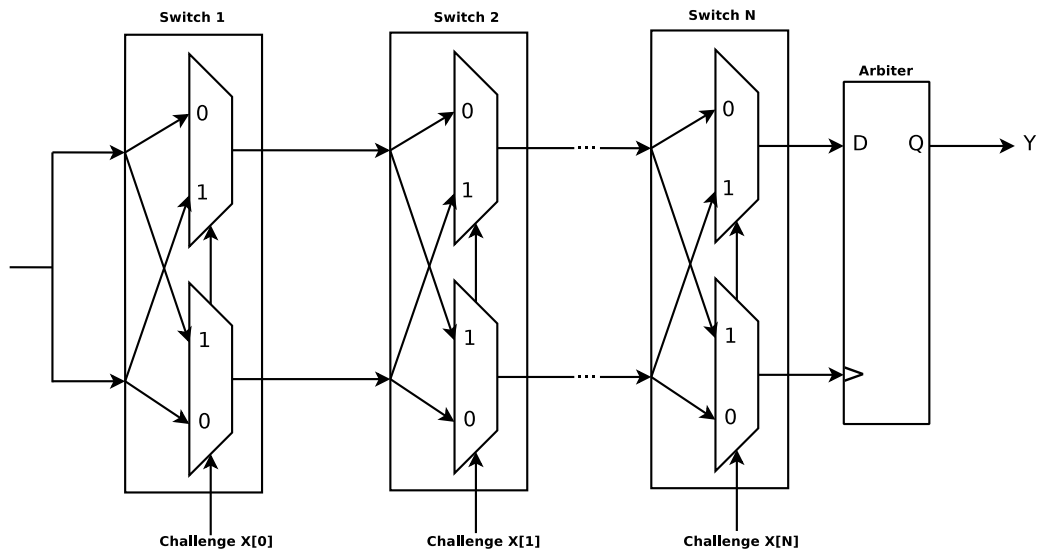 Switch 1
Switch 2
Switch N
Arbiter
0
1
1
0
0
1
1
0
...
...
0
1
1
0
D Q
>
Y
Challenge X[0]
Challenge X[1]
Challenge X[N]